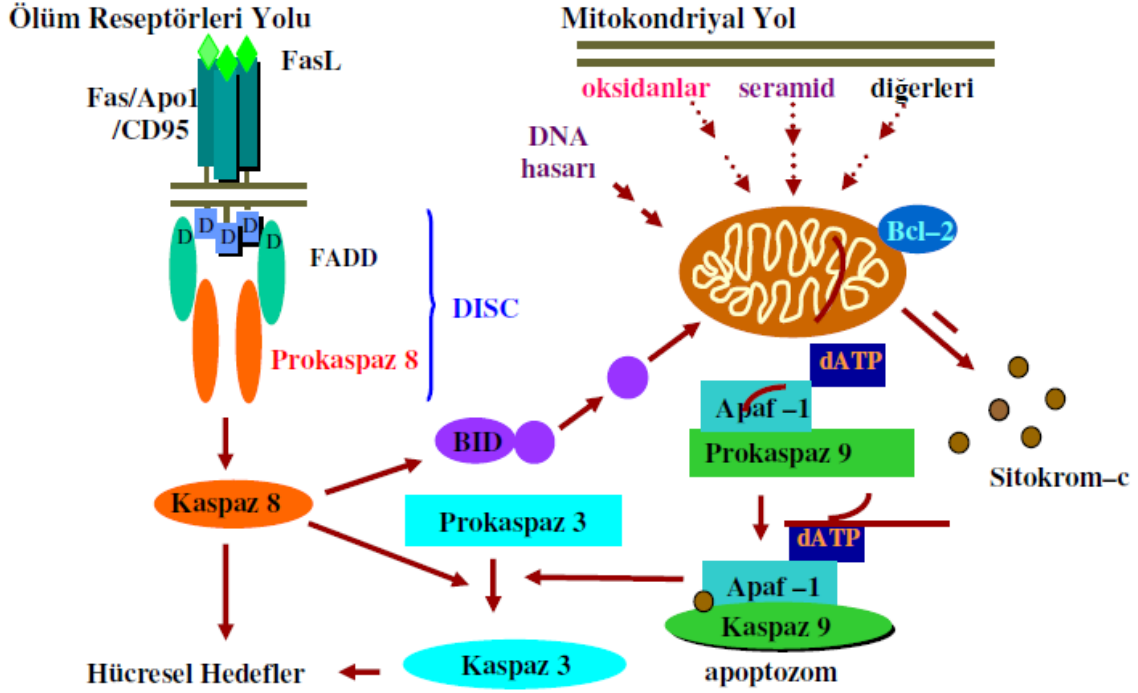 Ölüm Reseptörleri Yolu
Mitokondriyal Yol
FasL
Fas/Apo1
/CD95
oksidanlar
seramid
diğerleri
DNA
hasarı
D
D
D
D
D
Bcl–2
FADD
DISC
Prokaspaz 8
dATP
Apaf –1
BID
Prokaspaz 9
Sitokrom–c
Kaspaz 8
Prokaspaz 3
dATP
Apaf –1
Kaspaz 9
Kaspaz 3
Hücresel Hedefler
apoptozom